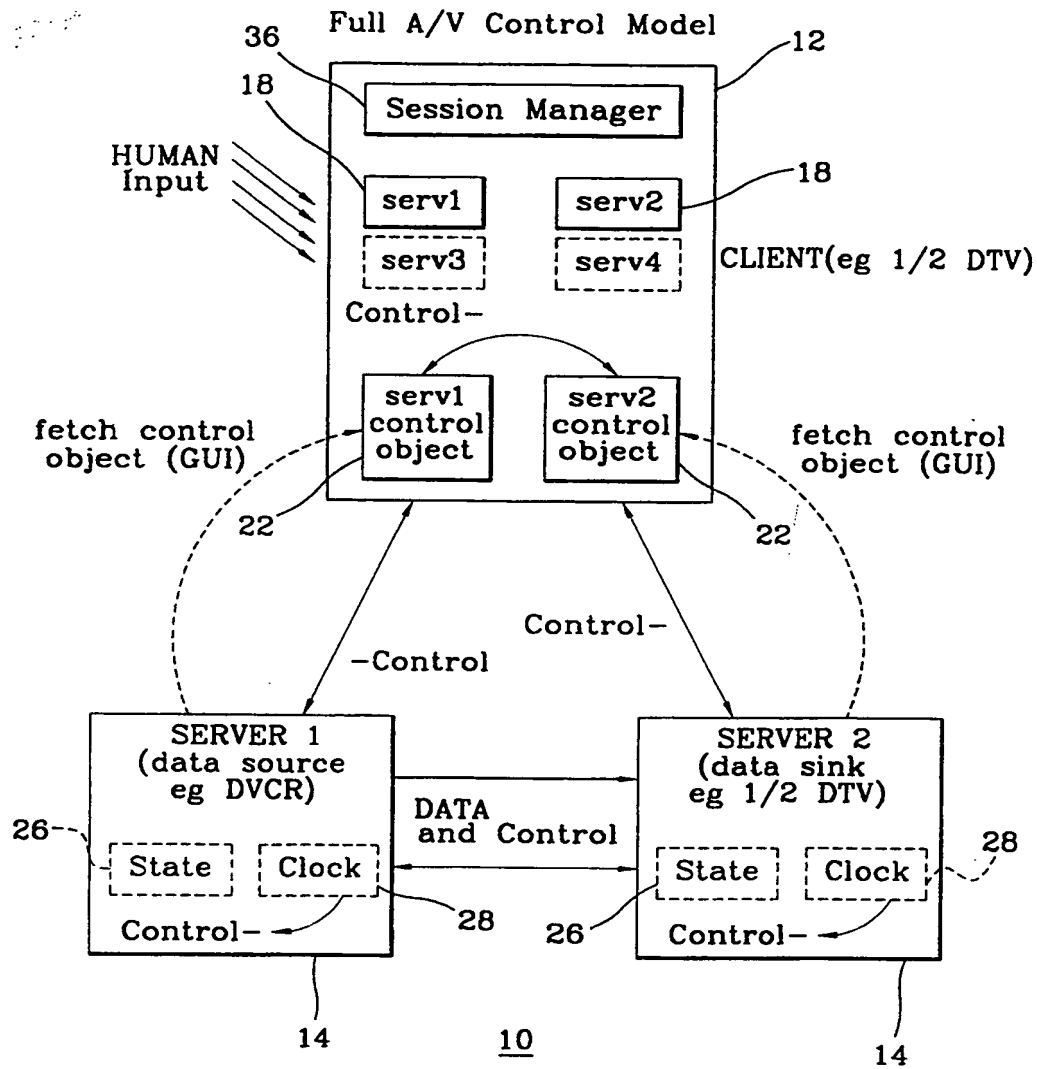 Full A/V Control Model
36
12
18
Session Manager
HUMAN
Input
18
serv1
serv2
serv3
serv4
CLIENT(eg 1/2 DTV)
Control-
serv1
control
object
serv2
control
object
fetch control
object (GUI)
fetch control
object (GUI)
22
22
Control-
-Control
SERVER 1
(data source
eg DVCR)
SERVER 2
(data sink
eg 1/2 DTV)
DATA
and Control
26
State
Clock
28
Control-
26
State
Clock
28
Control-
14
10
14